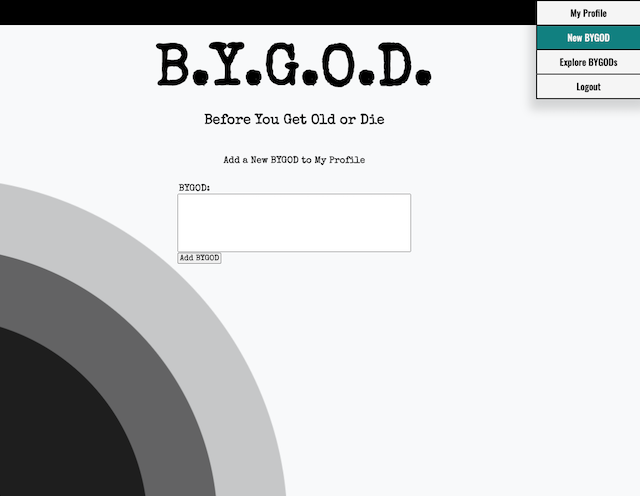 My Profile
New BYGOD
Explore BYGODs
Logout
B.Y.G.O.D.
Before You Get Old or Die
Add a New BYGOD to My Profile
BYGOD:
Add BYGOD